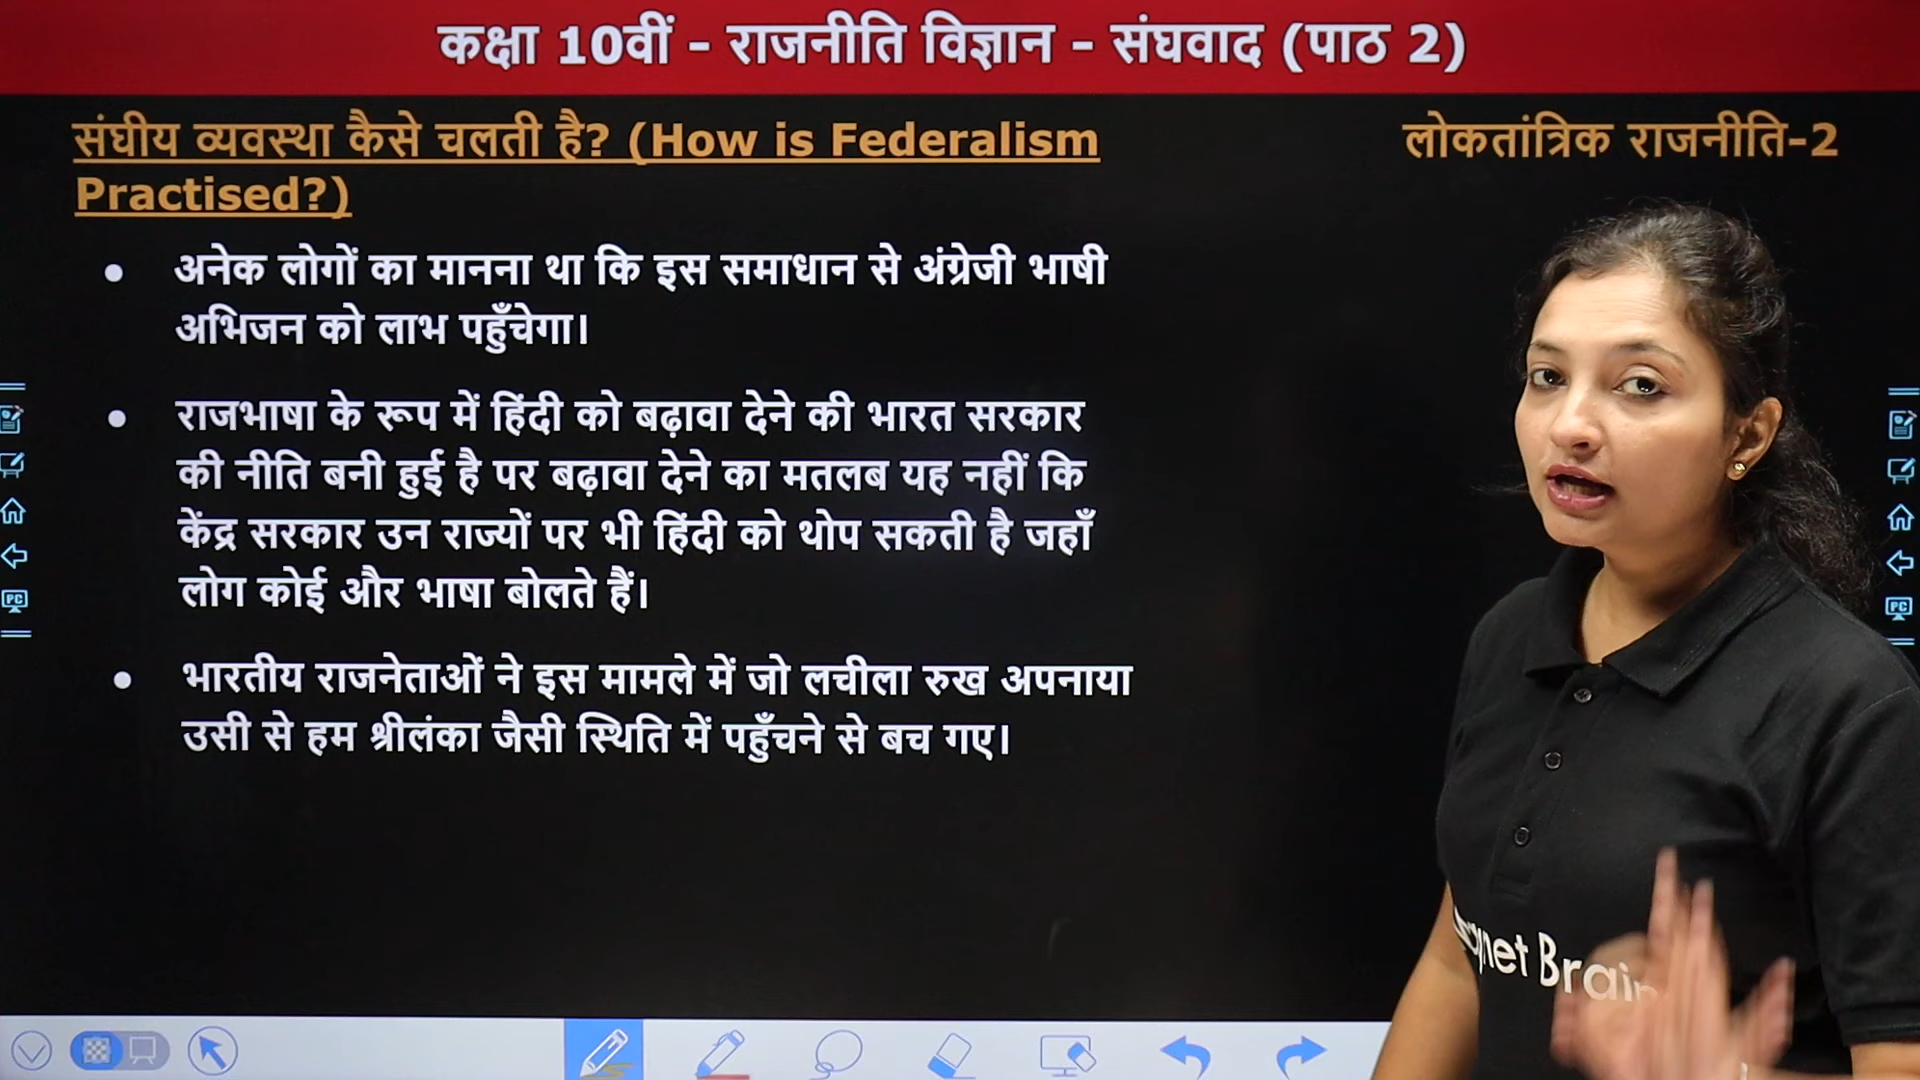 कक्षा 10वीं - राजनीति विज्ञान - संघवाद (पाठ 2)
संघीय व्यवस्था कैसे चलती है? (How is Federalism
Practised?)
लोकतांत्रिक राजनीति-2
• अनेक लोगों का मानना था कि इस समाधान से अंग्रेजी भाषी
अभिजन को लाभ पहुँचेगा।
• राजभाषा के रूप में हिंदी को बढ़ावा देने की भारत सरकार
की नीति बनी हुई है पर बढ़ावा देने का मतलब यह नहीं कि
केंद्र सरकार उन राज्यों पर भी हिंदी को थोप सकती है जहाँ
लोग कोई और भाषा बोलते हैं।
• भारतीय राजनेताओं ने इस मामले में जो लचीला रुख अपनाया
उसी से हम श्रीलंका जैसी स्थिति में पहुँचने से बच गए।
PC
PC